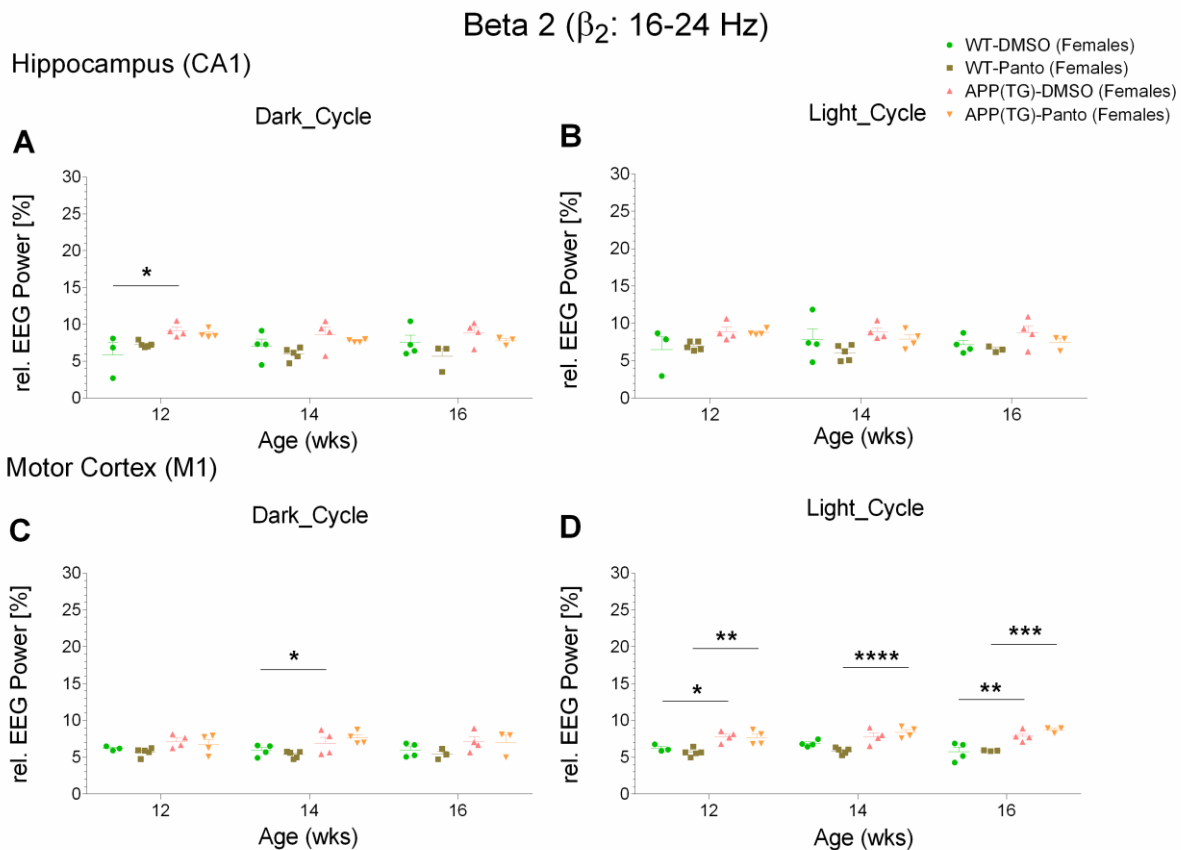 Beta 2 (β2: 16-24 Hz)
Hippocampus (CA1)
WT-DMSO (Females)
WT-Panto (Females)
APP(TG)-DMSO (Females)
APP(TG)-Panto (Females)
A
Dark_Cycle
rel. EEG Power [%]
30
25
20
15
10
5
0
*
12
14
16
Age (wks)
B
Light_Cycle
rel. EEG Power [%]
30
25
20
15
10
5
0
12
14
16
Age (wks)
Motor Cortex (M1)
C
Dark_Cycle
rel. EEG Power [%]
30
25
20
15
10
5
0
*
12
14
16
Age (wks)
D
Light_Cycle
rel. EEG Power [%]
30
25
20
15
10
5
0
**
*
****
***
**
12
14
16
Age (wks)